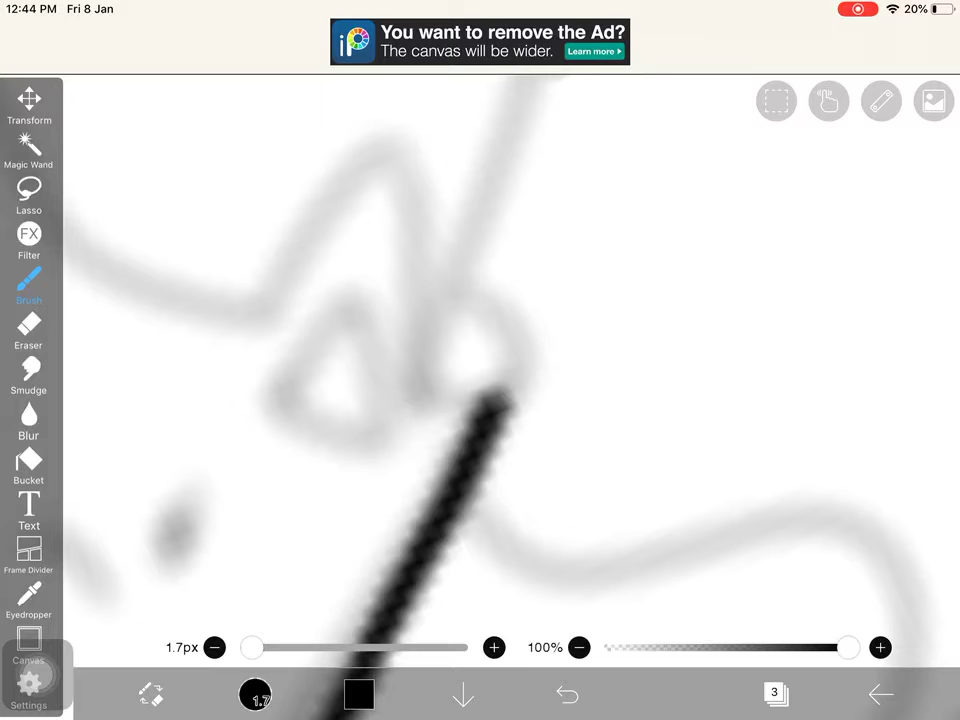 12:44 PM Fri 8 Jan
20%
iP
You want to remove the Ad?
The canvas will be wider.
Learn more
Transform
Magic Wand
Lasso
FX
Filter
Brush
Eraser
Smudge
Blur
Bucket
T
Text
Frame Divider
Eyedropper
Canvas
Settings
1.7px
100%
1.7
3